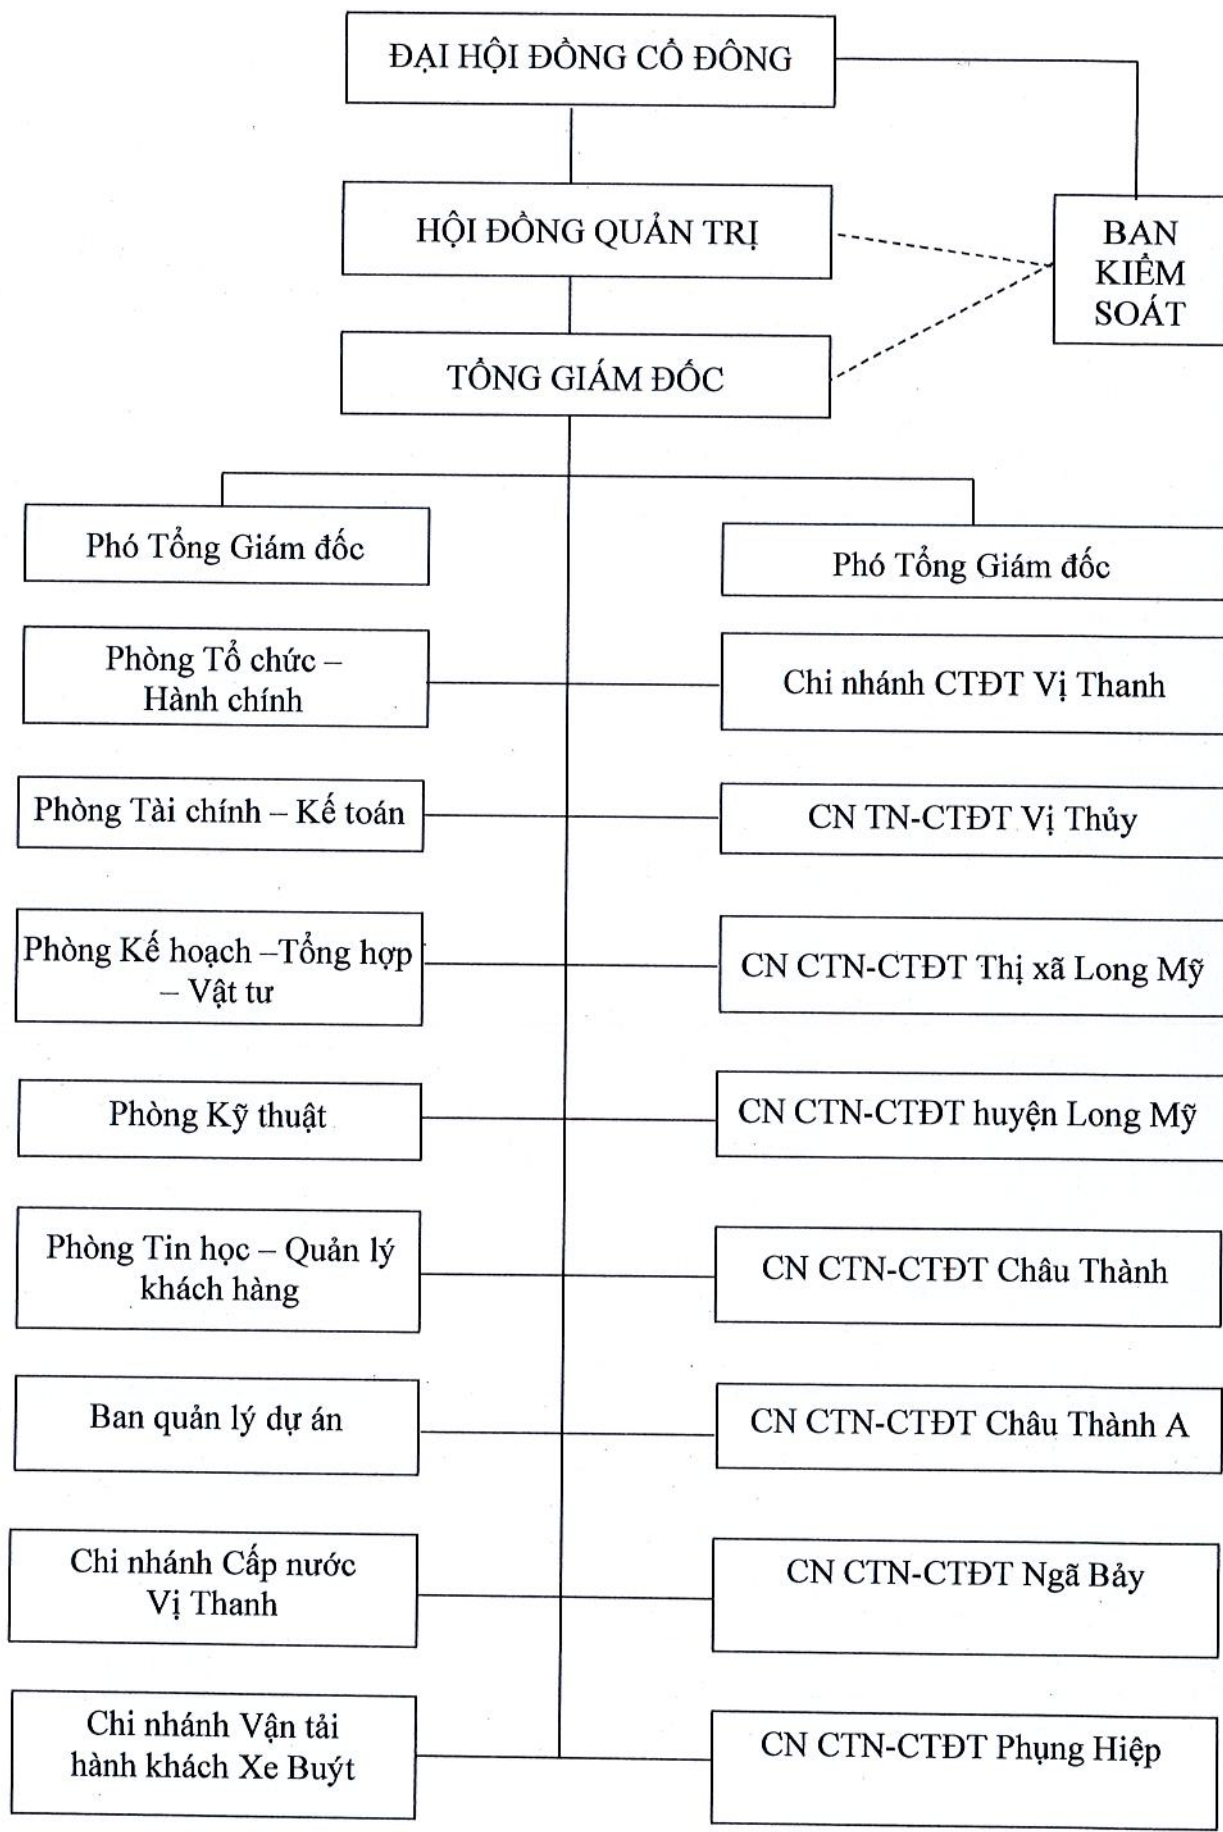 ĐẠI HỘI ĐỒNG CỔ ĐÔNG
HỘI ĐỒNG QUẢN TRỊ
BAN
KIỂM
SOÁT
TỔNG GIÁM ĐỐC
Phó Tổng Giám đốc
Phó Tổng Giám đốc
Phòng Tổ chức –
Hành chính
Chi nhánh CTĐT Vị Thanh
Phòng Tài chính – Kế toán
CN TN-CTĐT Vị Thủy
Phòng Kế hoạch –Tổng hợp
– Vật tư
CN CTN-CTĐT Thị xã Long Mỹ
Phòng Kỹ thuật
CN CTN-CTĐT huyện Long Mỹ
Phòng Tin học – Quản lý
khách hàng
CN CTN-CTĐT Châu Thành
Ban quản lý dự án
CN CTN-CTĐT Châu Thành A
Chi nhánh Cấp nước
Vị Thanh
CN CTN-CTĐT Ngã Bảy
Chi nhánh Vận tải
hành khách Xe Buýt
CN CTN-CTĐT Phụng Hiệp